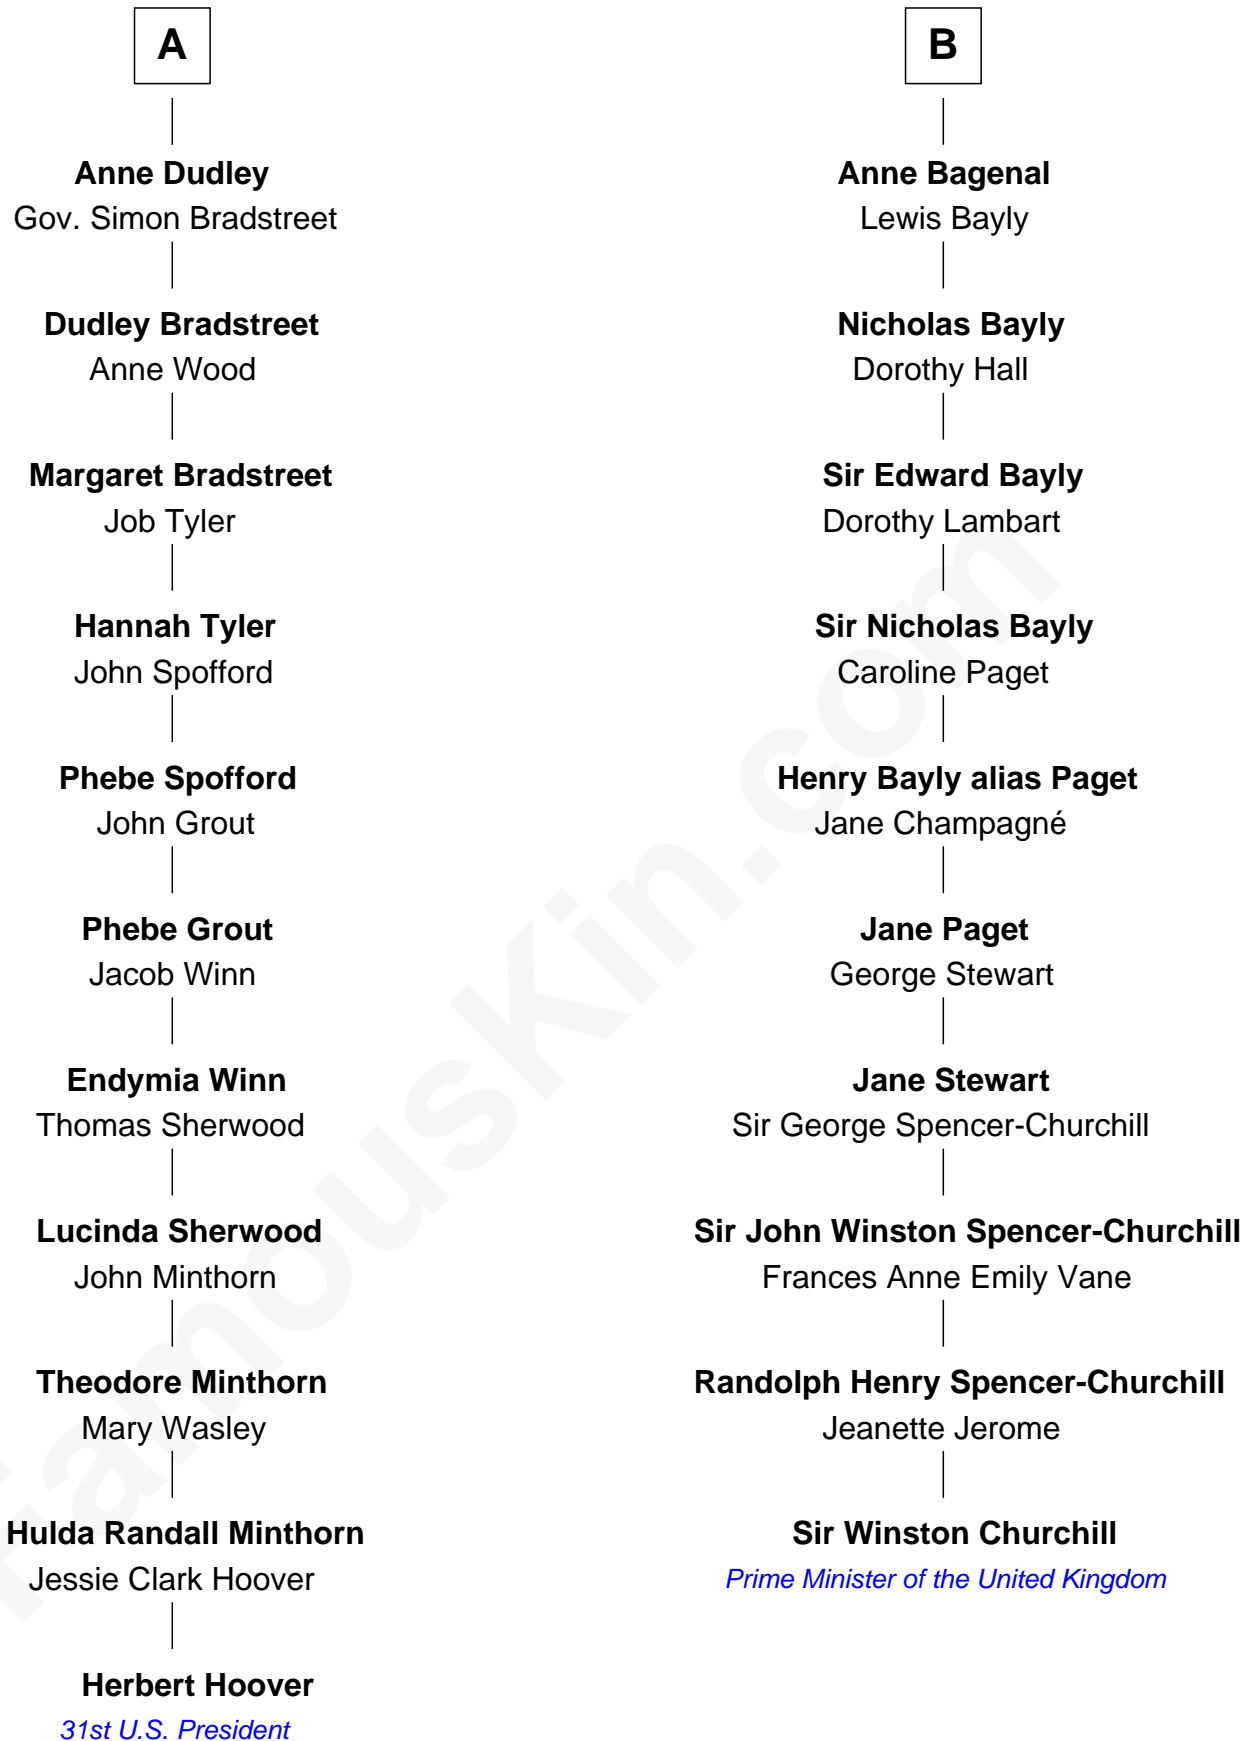 A
Anne Dudley
Gov. Simon Bradstreet
Dudley Bradstreet
Anne Wood
Margaret Bradstreet
Job Tyler
Hannah Tyler
John Spofford
Phebe Spofford
John Grout
Phebe Grout
Jacob Winn
Endymia Winn
Thomas Sherwood
Lucinda Sherwood
John Minthorn
Theodore Minthorn
Mary Wasley
Hulda Randall Minthorn
Jessie Clark Hoover
Herbert Hoover
31st U.S. President
B
Anne Bagenal
Lewis Bayly
Nicholas Bayly
Dorothy Hall
Sir Edward Bayly
Dorothy Lambart
Sir Nicholas Bayly
Caroline Paget
Henry Bayly alias Paget
Jane Champagné
Jane Paget
George Stewart
Jane Stewart
Sir George Spencer-Churchill
Sir John Winston Spencer-Churchill
Frances Anne Emily Vane
Randolph Henry Spencer-Churchill
Jeanette Jerome
Sir Winston Churchill
Prime Minister of the United Kingdom
famouskin.com